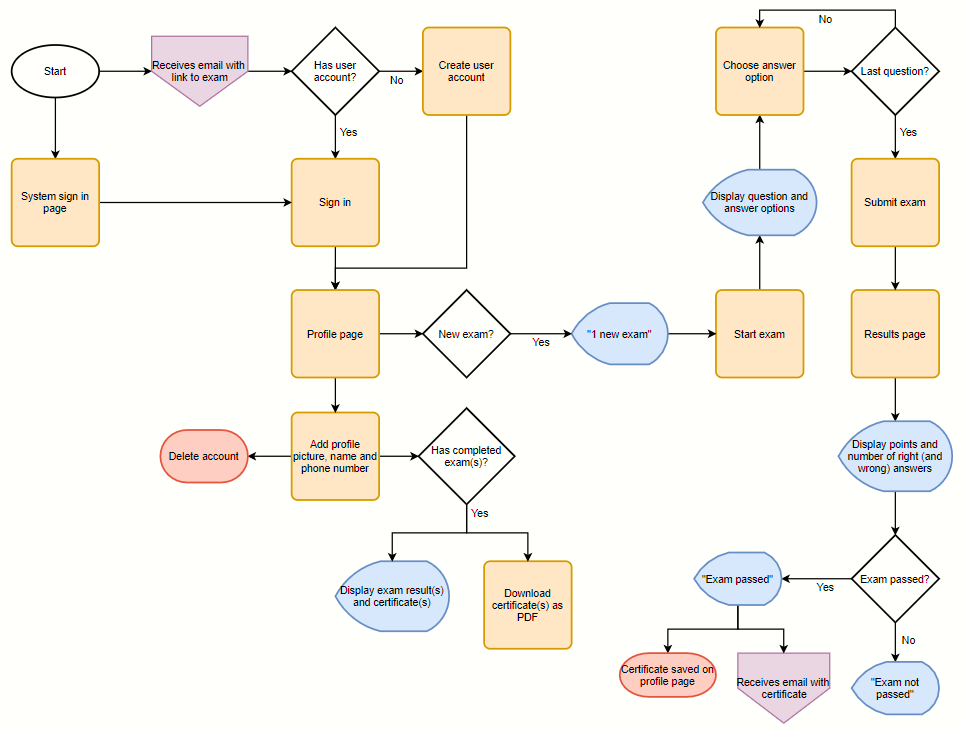 Start
Receives email with
link to exam
Has user
account?
No
Create user
account
Yes
System sign in
page
Sign in
Profile page
New exam?
Yes
"1 new exam"
Start exam
Display question and
answer options
Choose answer
option
No
Last question?
Yes
Submit exam
Results page
Display points and
number of right (and
wrong) answers
Exam passed?
Yes
"Exam passed"
No
"Exam not
passed"
Certificate saved on
profile page
Receives email with
certificate
Add profile
picture, name and
phone number
Delete account
Has completed
exam(s)?
Yes
Display exam result(s)
and certificate(s)
Download
certificate(s) as
PDF